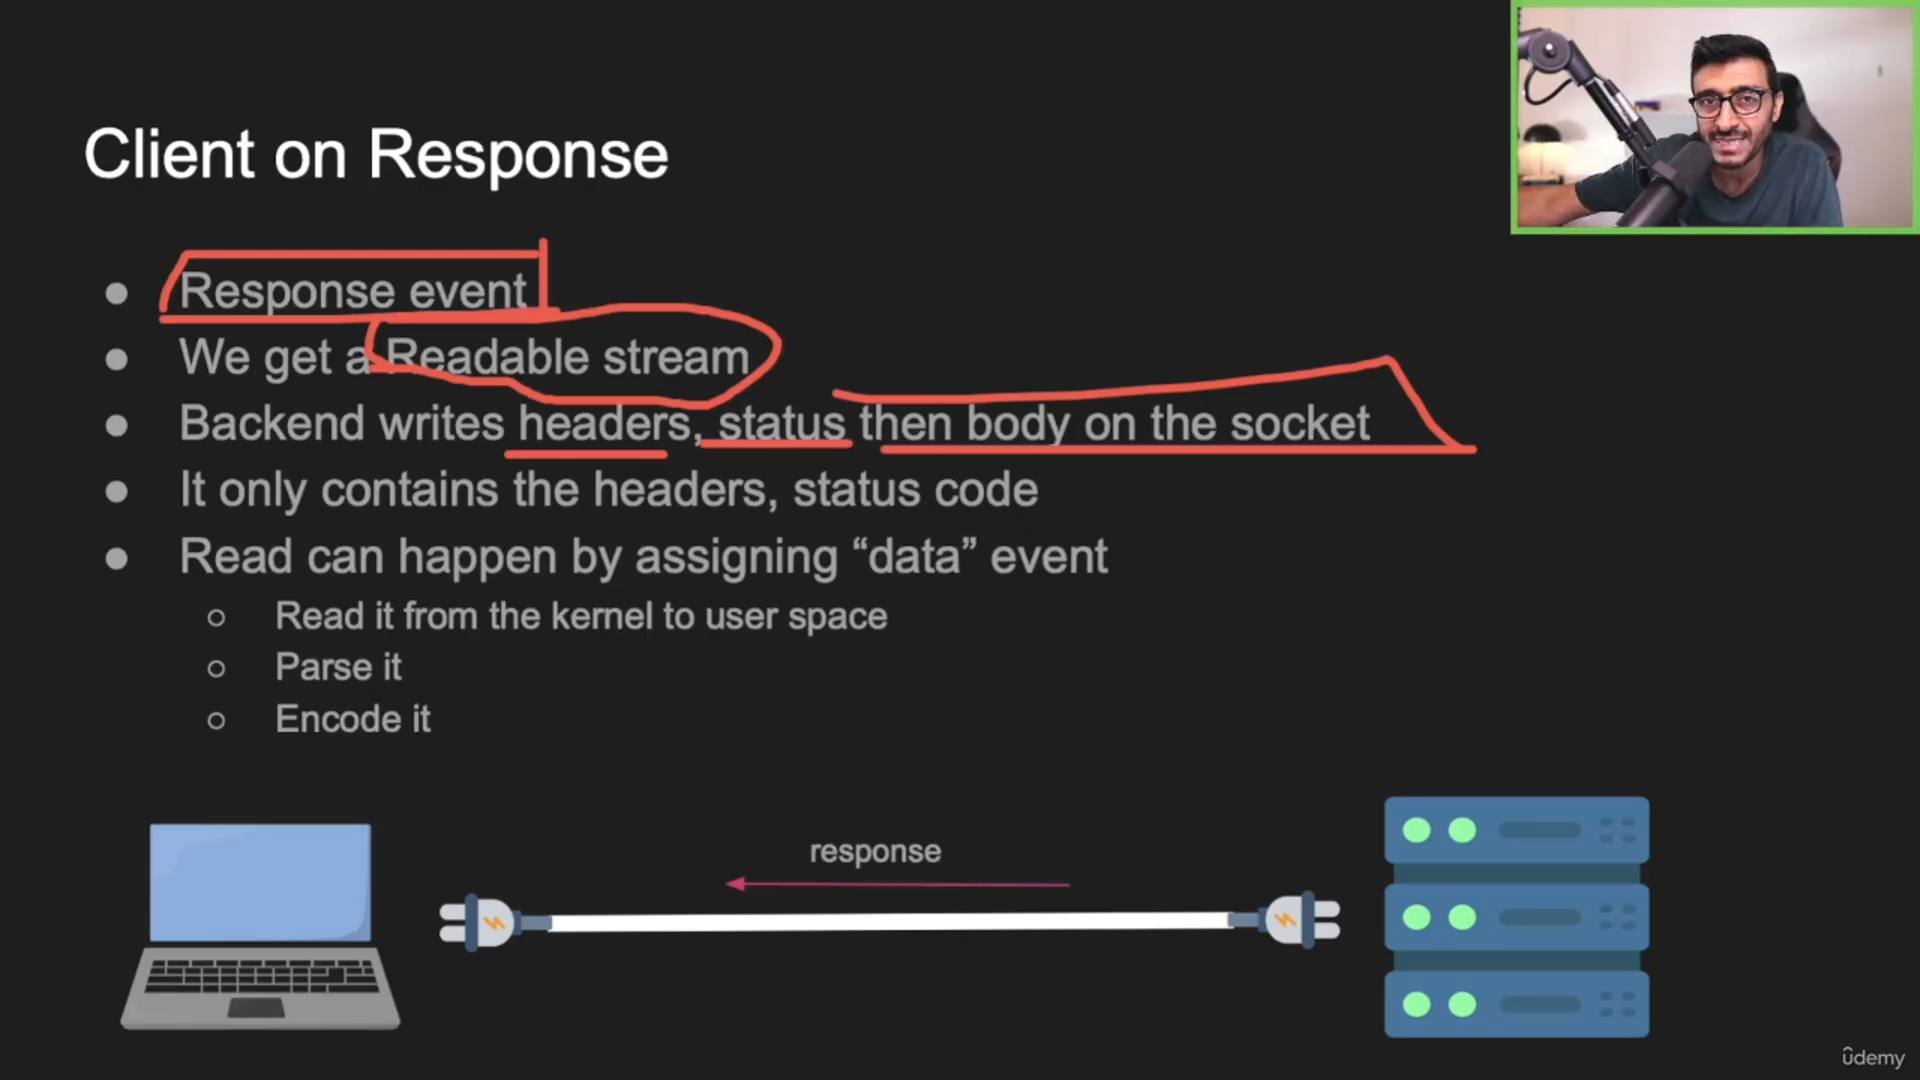 Client on Response
Response event
We get a Readable stream
Backend writes headers, status then body on the socket
It only contains the headers, status code
Read can happen by assigning “data” event
Read it from the kernel to user space
Parse it
Encode it
response
ûdemy